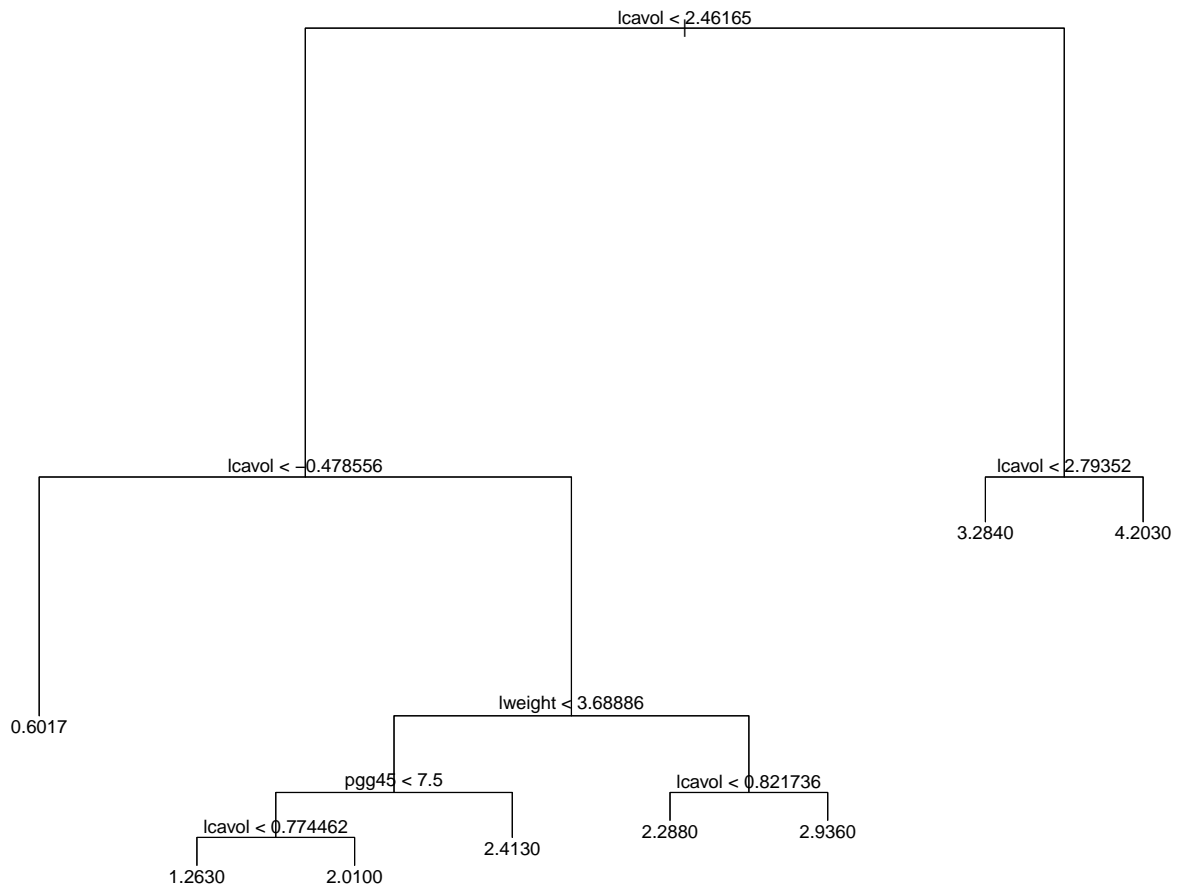 lcavol < 2.46165
lcavol < −0.478556
lcavol < 2.79352
3.2840
4.2030
lweight < 3.68886
0.6017
pgg45 < 7.5
lcavol < 0.821736
lcavol < 0.774462
2.2880
2.9360
2.4130
1.2630
2.0100